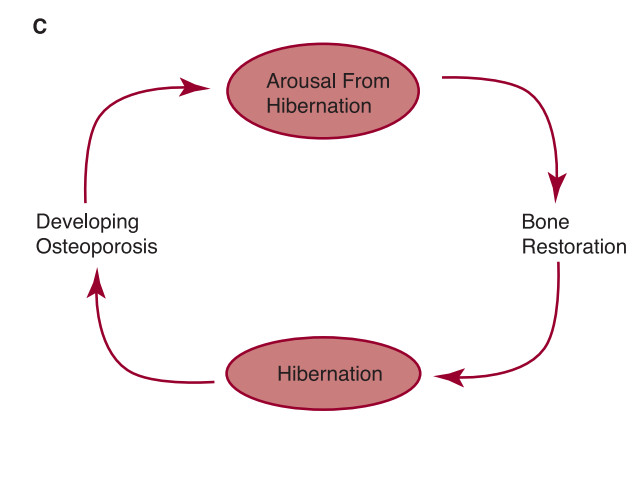 C
Arousal From
Hibernation
Developing
Osteoporosis
Bone
Restoration
Hibernation